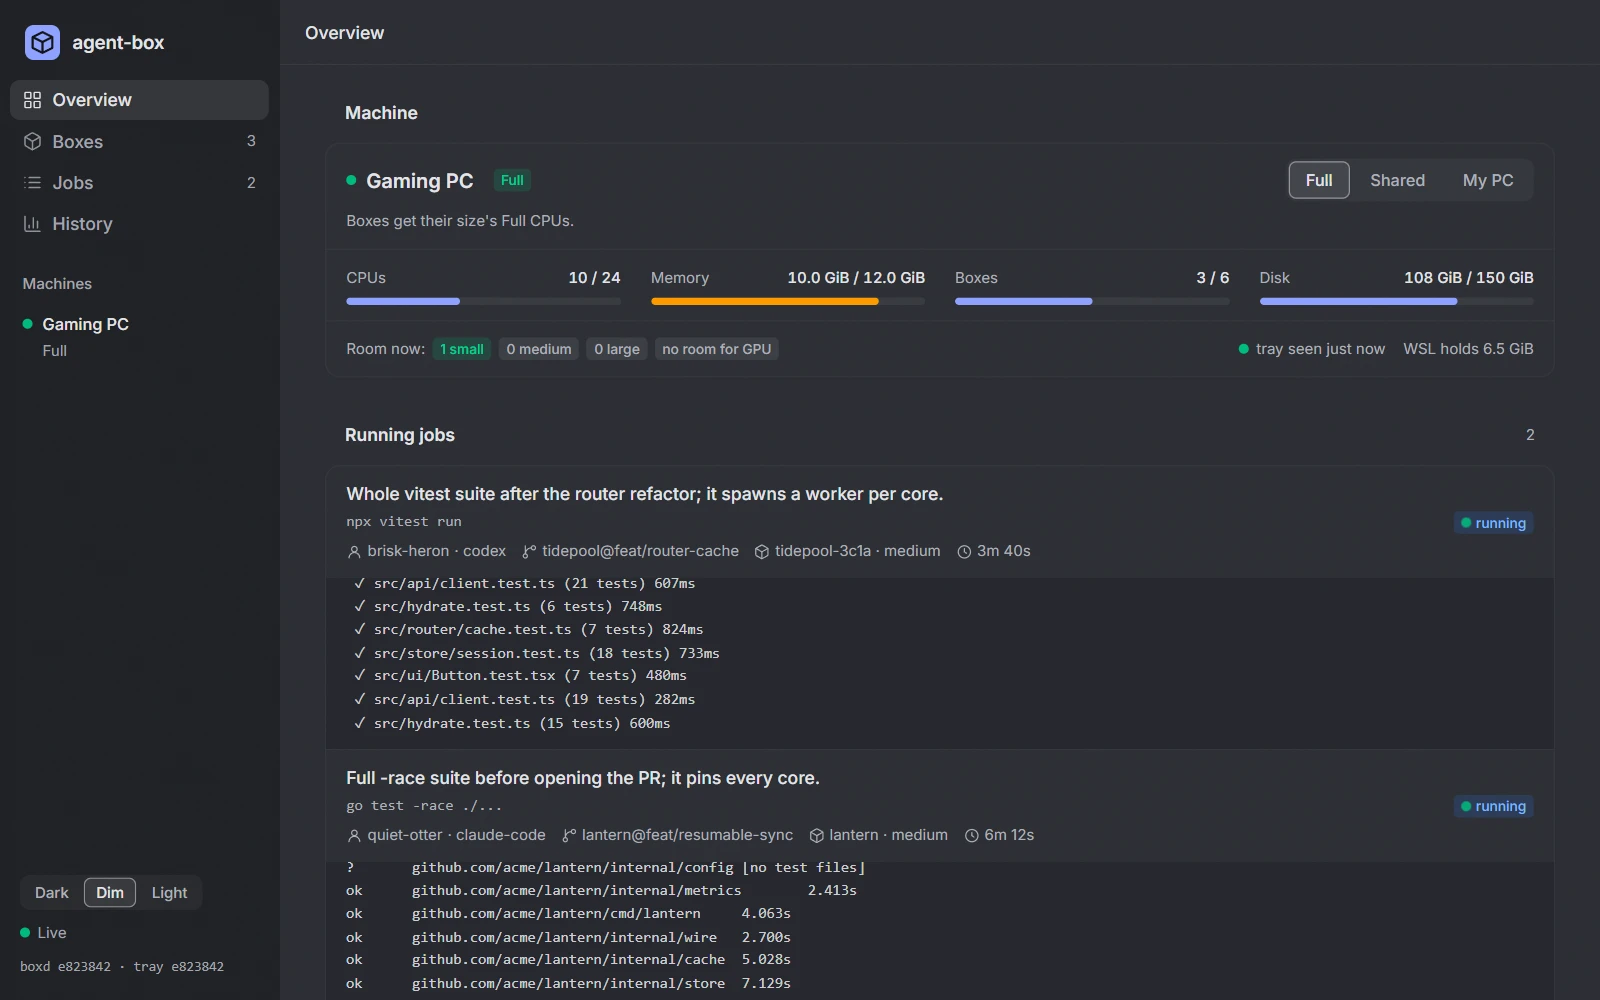 agent-box
Overview
Boxes 3
Jobs 2
History
Machines
Gaming PC
Full
Dark Dim Light
Live
boxd e823842 · tray e823842
Overview
Machine
Gaming PC Full
Full Shared My PC
Boxes get their size's Full CPUs.
CPUs 10 / 24 Memory 10.0 GiB / 12.0 GiB Boxes 3 / 6 Disk 108 GiB / 150 GiB
Room now: 1 small 0 medium 0 large no room for GPU tray seen just now WSL holds 6.5 GiB
Running jobs 2
Whole vitest suite after the router refactor; it spawns a worker per core.
npx vitest run
running
brisk-heron · codex tidepool@feat/router-cache tidepool-3c1a · medium 3m 40s
✓ src/api/client.test.ts (21 tests) 607ms
✓ src/hydrate.test.ts (6 tests) 748ms
✓ src/router/cache.test.ts (7 tests) 824ms
✓ src/store/session.test.ts (18 tests) 733ms
✓ src/ui/Button.test.tsx (7 tests) 480ms
✓ src/api/client.test.ts (19 tests) 282ms
✓ src/hydrate.test.ts (15 tests) 600ms
Full -race suite before opening the PR; it pins every core.
go test -race ./...
running
quiet-otter · claude-code lantern@feat/resumable-sync lantern · medium 6m 12s
? github.com/acme/lantern/internal/config [no test files]
ok github.com/acme/lantern/internal/metrics 2.413s
ok github.com/acme/lantern/cmd/lantern 4.063s
ok github.com/acme/lantern/internal/wire 2.700s
ok github.com/acme/lantern/internal/cache 5.028s
ok github.com/acme/lantern/internal/store 7.129s